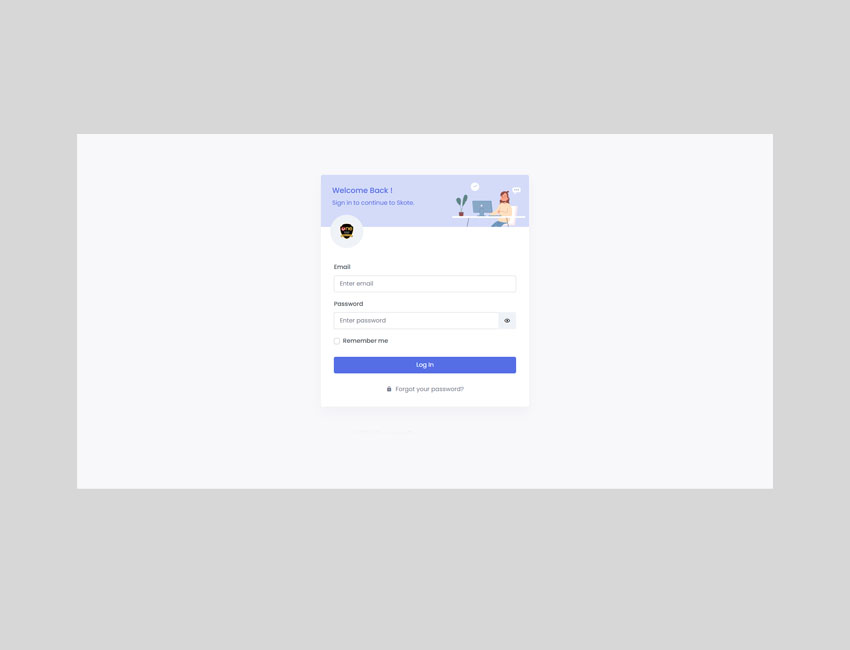 Welcome Back !
Sign in to continue to Skote.
Email
Enter email
Password
Enter password
Remember me
Log In
Forgot your password?